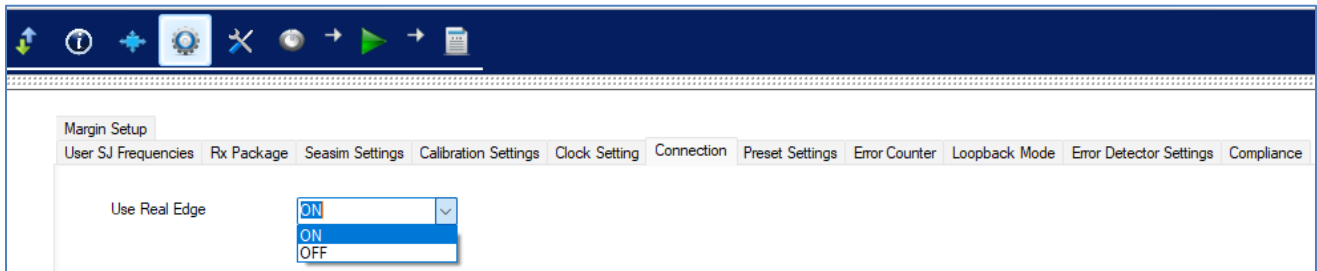 Margin Setup
User SJ Frequencies Rx Package Seasim Settings Calibration Settings Clock Setting Connection Preset Settings Error Counter Loopback Mode Error Detector Settings Compliance
Use Real Edge ON
ON
OFF